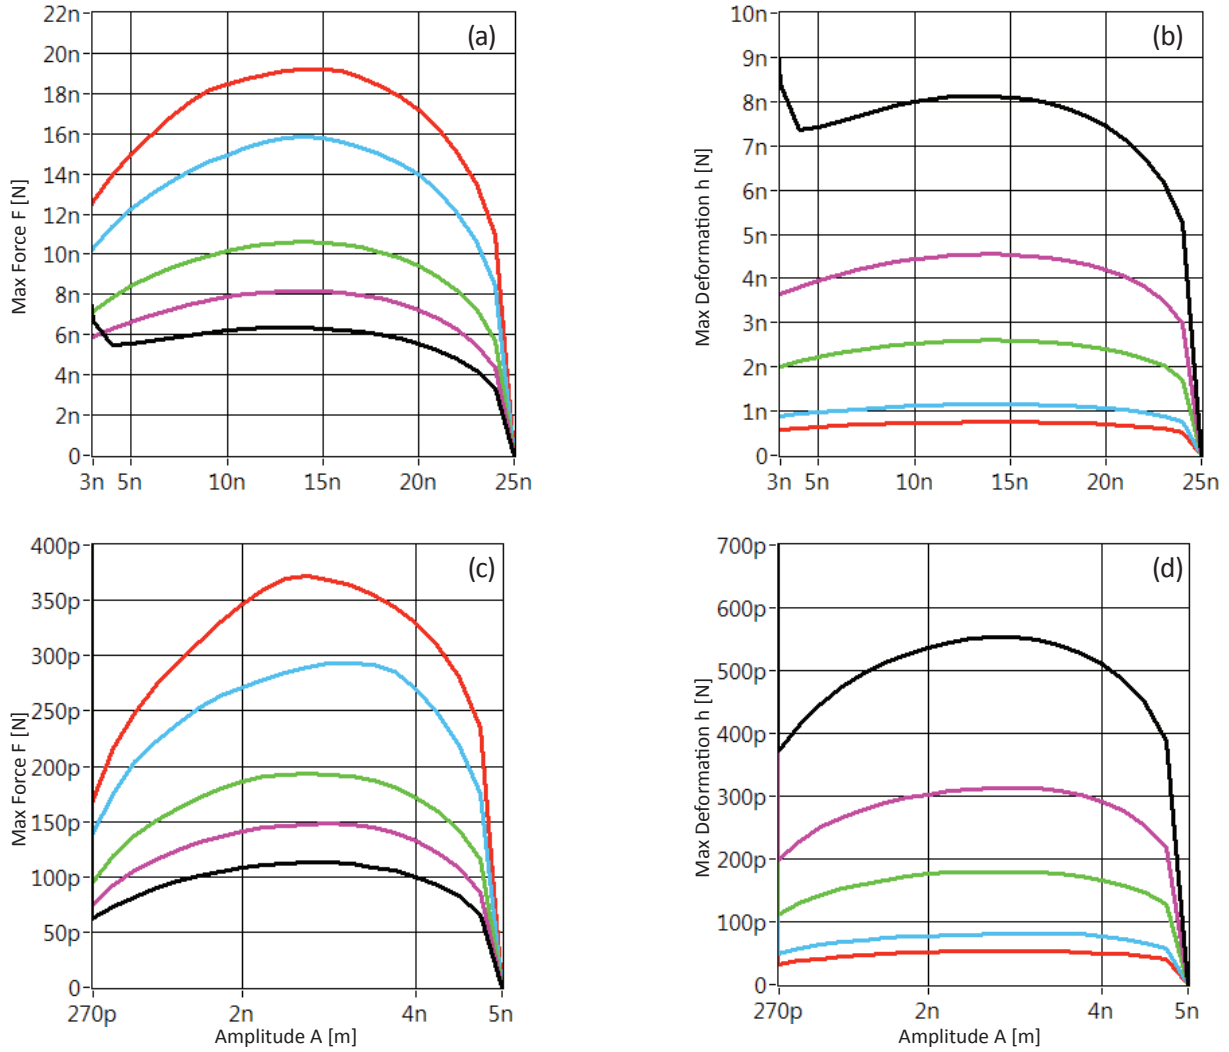 (a)
Max Force F [N]
22n
20n
18n
16n
14n
12n
10n
8n
6n
4n
2n
0
3n 5n 10n 15n 20n 25n
(b)
Max Deformation h [N]
10n
9n
8n
7n
6n
5n
4n
3n
2n
1n
0
3n 5n 10n 15n 20n 25n
(c)
Max Force F [N]
400p
350p
300p
250p
200p
150p
100p
50p
0
270p 2n 4n 5n
Amplitude A [m]
(d)
Max Deformation h [N]
700p
600p
500p
400p
300p
200p
100p
0
270p 2n 4n 5n
Amplitude A [m]